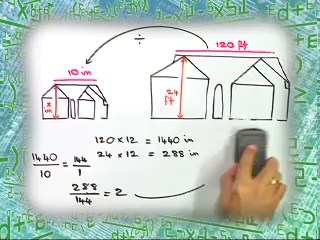 ÷
120 ft
10 in
x in
24 ft
120 x 12 = 1440 in
24 x 12 = 288 in
1440/10 = 144/1
288/144 = 2